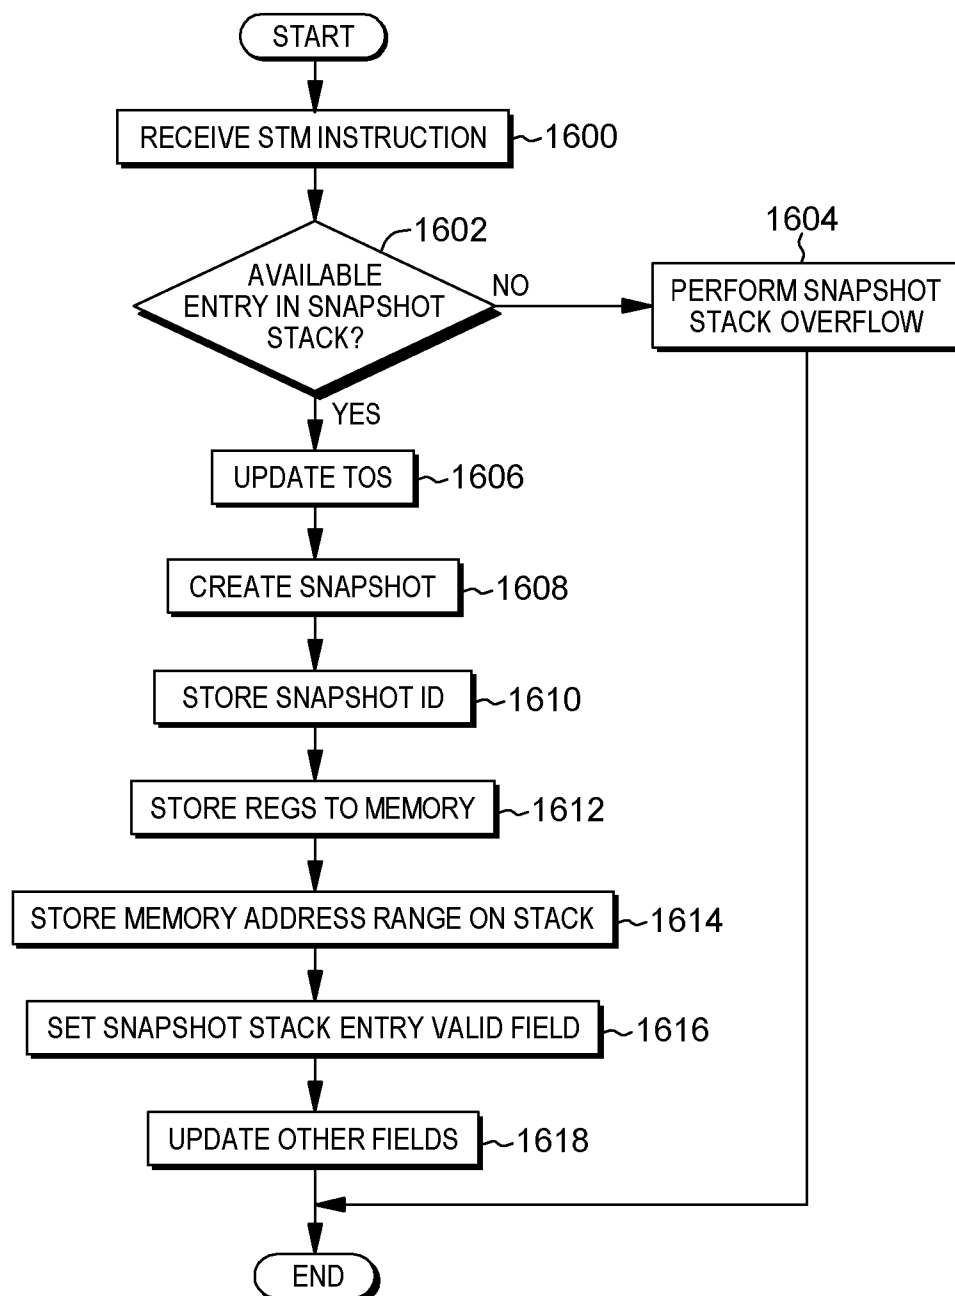 START
RECEIVE STM INSTRUCTION
1600
1602
AVAILABLE
ENTRY IN SNAPSHOT
STACK?
NO
1604
PERFORM SNAPSHOT
STACK OVERFLOW
YES
UPDATE TOS
1606
CREATE SNAPSHOT
1608
STORE SNAPSHOT ID
1610
STORE REGS TO MEMORY
1612
STORE MEMORY ADDRESS RANGE ON STACK
1614
SET SNAPSHOT STACK ENTRY VALID FIELD
1616
UPDATE OTHER FIELDS
1618
END